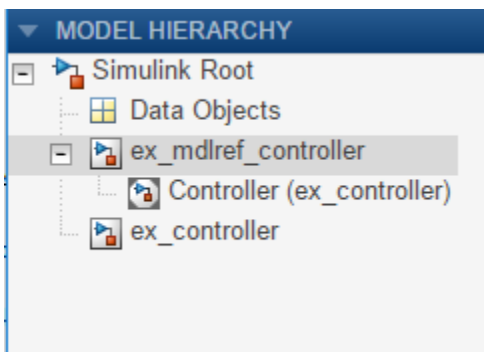 MODEL HIERARCHY
Simulink Root
Data Objects
ex_mdlref_controller
Controller (ex_controller)
ex_controller